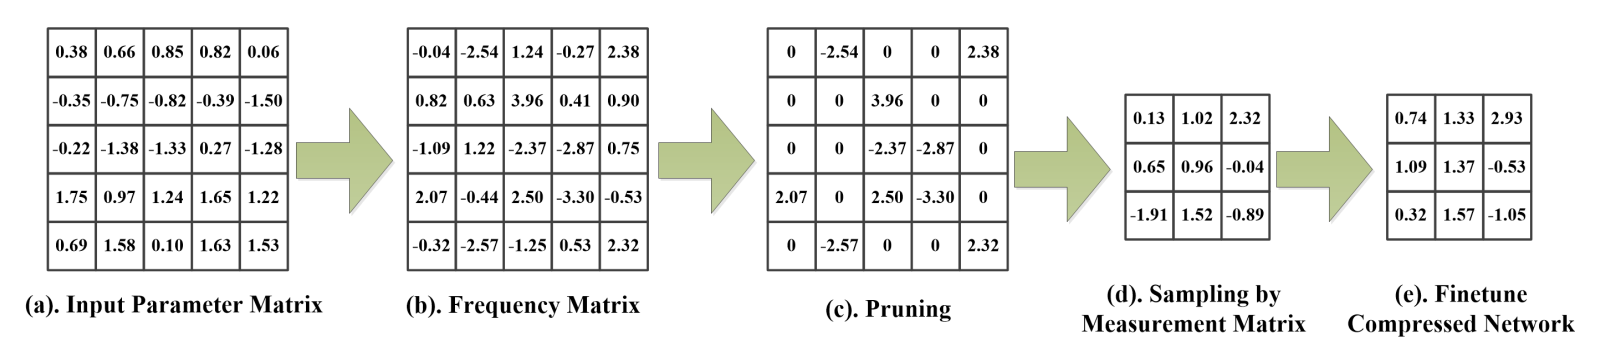 0.38 0.66 0.85 0.82 0.06
-0.35 -0.75 -0.82 -0.39 -1.50
-0.22 -1.38 -1.33 0.27 -1.28
1.75 0.97 1.24 1.65 1.22
0.69 1.58 0.10 1.63 1.53
(a). Input Parameter Matrix
-0.04 -2.54 1.24 -0.27 2.38
0.82 0.63 3.96 0.41 0.90
-1.09 1.22 -2.37 -2.87 0.75
2.07 -0.44 2.50 -3.30 -0.53
-0.32 -2.57 -1.25 0.53 2.32
(b). Frequency Matrix
0 -2.54 0 0 2.38
0 0 3.96 0 0
0 0 -2.37 -2.87 0
2.07 0 2.50 -3.30 0
0 -2.57 0 0 2.32
(c). Pruning
0.13 1.02 2.32
0.65 0.96 -0.04
-1.91 1.52 -0.89
(d). Sampling by
Measurement Matrix
0.74 1.33 2.93
1.09 1.37 -0.53
0.32 1.57 -1.05
(e). Finetune
Compressed Network